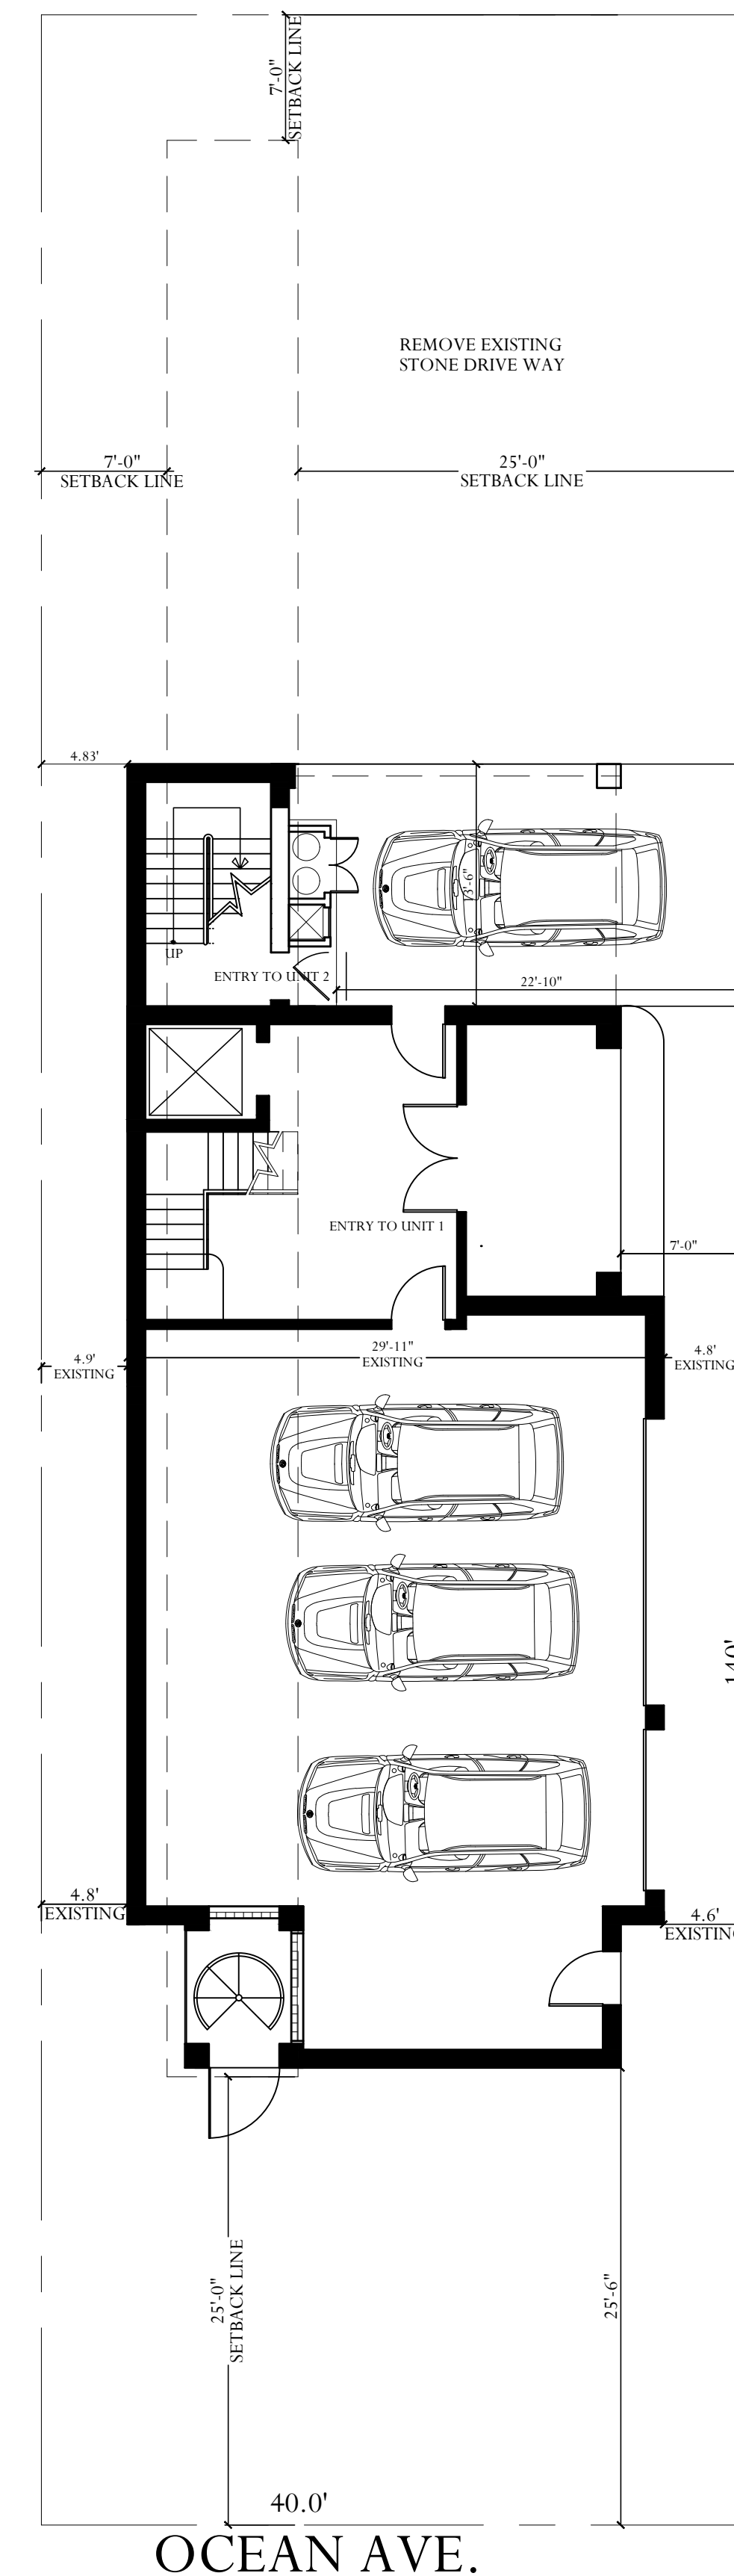 7'-0"
SETBACK LINE
REMOVE EXISTING
STONE DRIVE WAY
7'-0"
SETBACK LINE
25'-0"
SETBACK LINE
4.83'
UP
ENTRY TO UNIT 2
22'-10"
ENTRY TO UNIT 1
7'-0"
29'-11"
EXISTING
4.9'
EXISTING
4.8'
EXISTING
140'
4.8'
EXISTING
4.6'
EXISTING
25'-0"
SETBACK LINE
25'-6"
40.0'
OCEAN AVE.